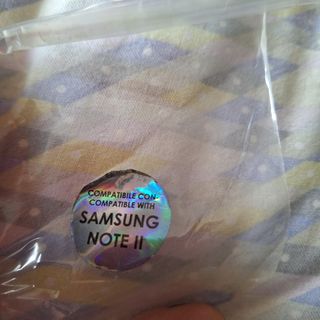 COMPATIBILE CON
COMPATIBLE WITH
SAMSUNG
NOTE II